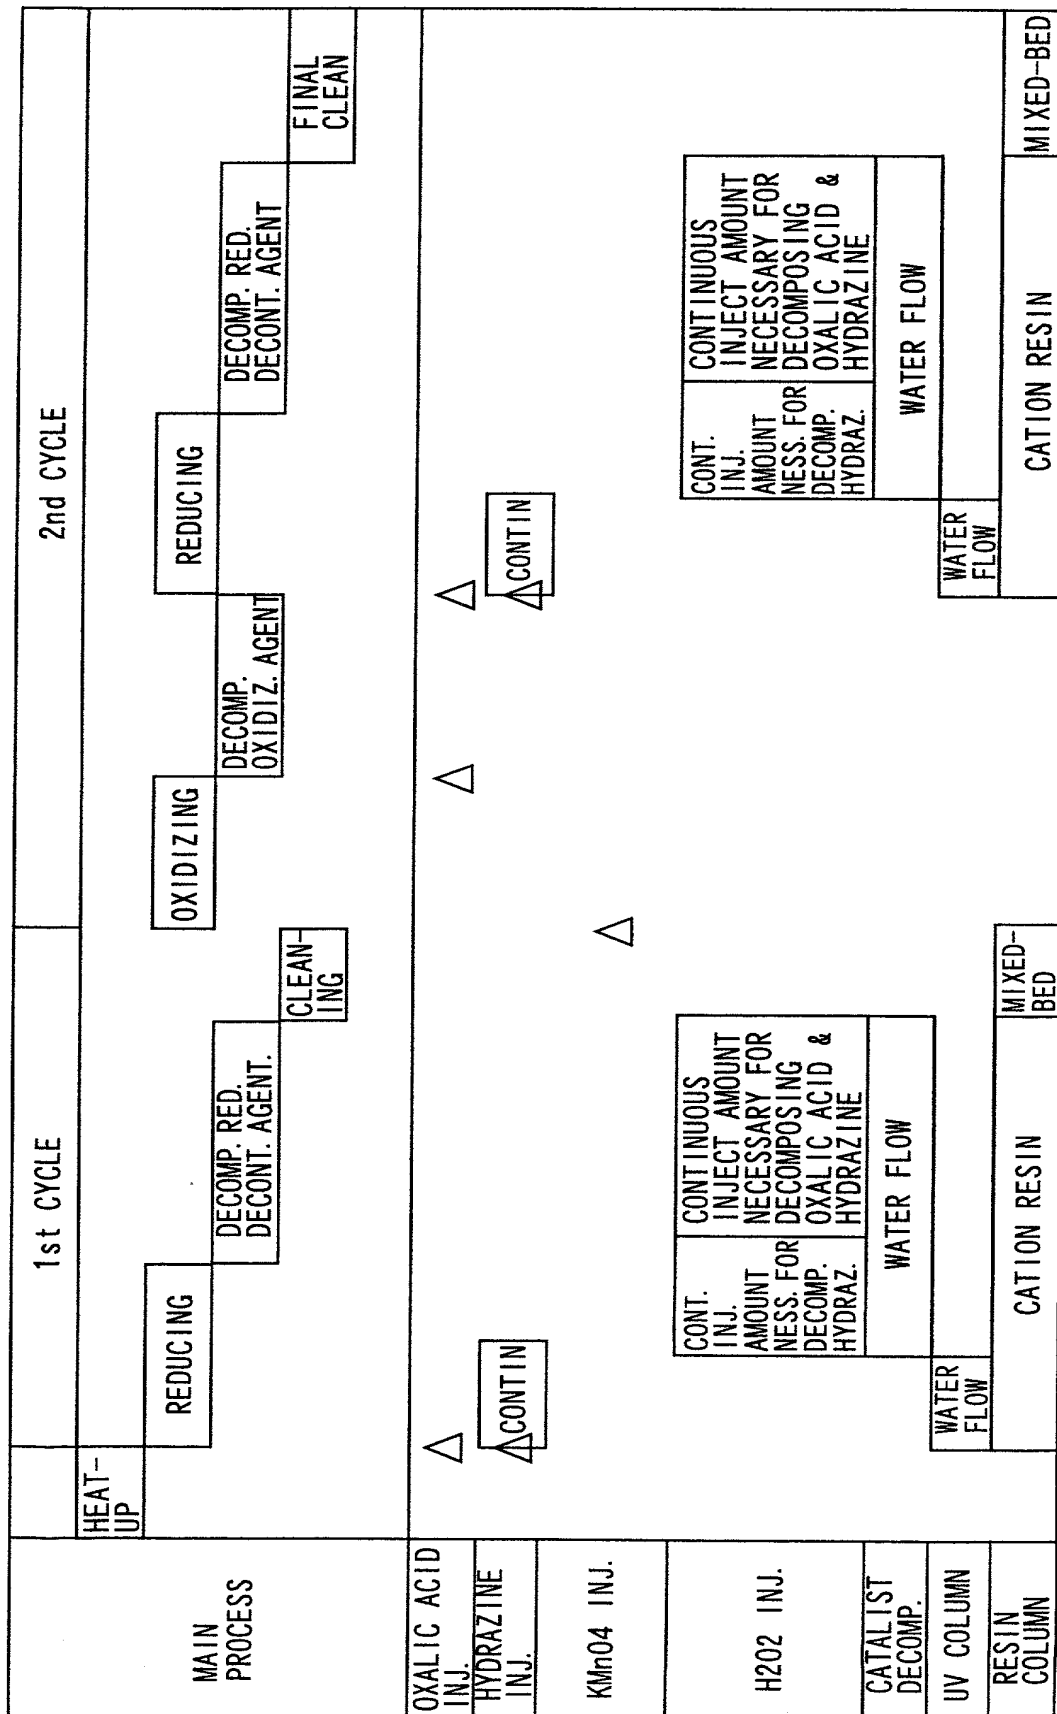 1st CYCLE
2nd CYCLE
MAIN
PROCESS
HEAT-
UP
REDUCING
DECOMP. RED.
DECONT. AGENT.
CLEAN-
ING
OXIDIZING
DECOMP.
OXIDIZ. AGENT
REDUCING
DECOMP. RED.
DECONT. AGENT
FINAL
CLEAN
OXALIC ACID
INJ.
HYDRAZINE
INJ.
CONTIN
CONTIN
KMnO4 INJ.
H2O2 INJ.
CONT.
INJ.
AMOUNT
NESS. FOR
DECOMP.
HYDRAZ.
CONTINUOUS
INJECT AMOUNT
NECESSARY FOR
DECOMPOSING
OXALIC ACID &
HYDRAZINE
CONT.
INJ.
AMOUNT
NESS. FOR
DECOMP.
HYDRAZ.
CONTINUOUS
INJECT AMOUNT
NECESSARY FOR
DECOMPOSING
OXALIC ACID &
HYDRAZINE
CATALIST
DECOMP.
WATER FLOW
WATER FLOW
UV COLUMN
WATER
FLOW
WATER
FLOW
RESIN
COLUMN
CATION RESIN
MIXED-
BED
CATION RESIN
MIXED-BED